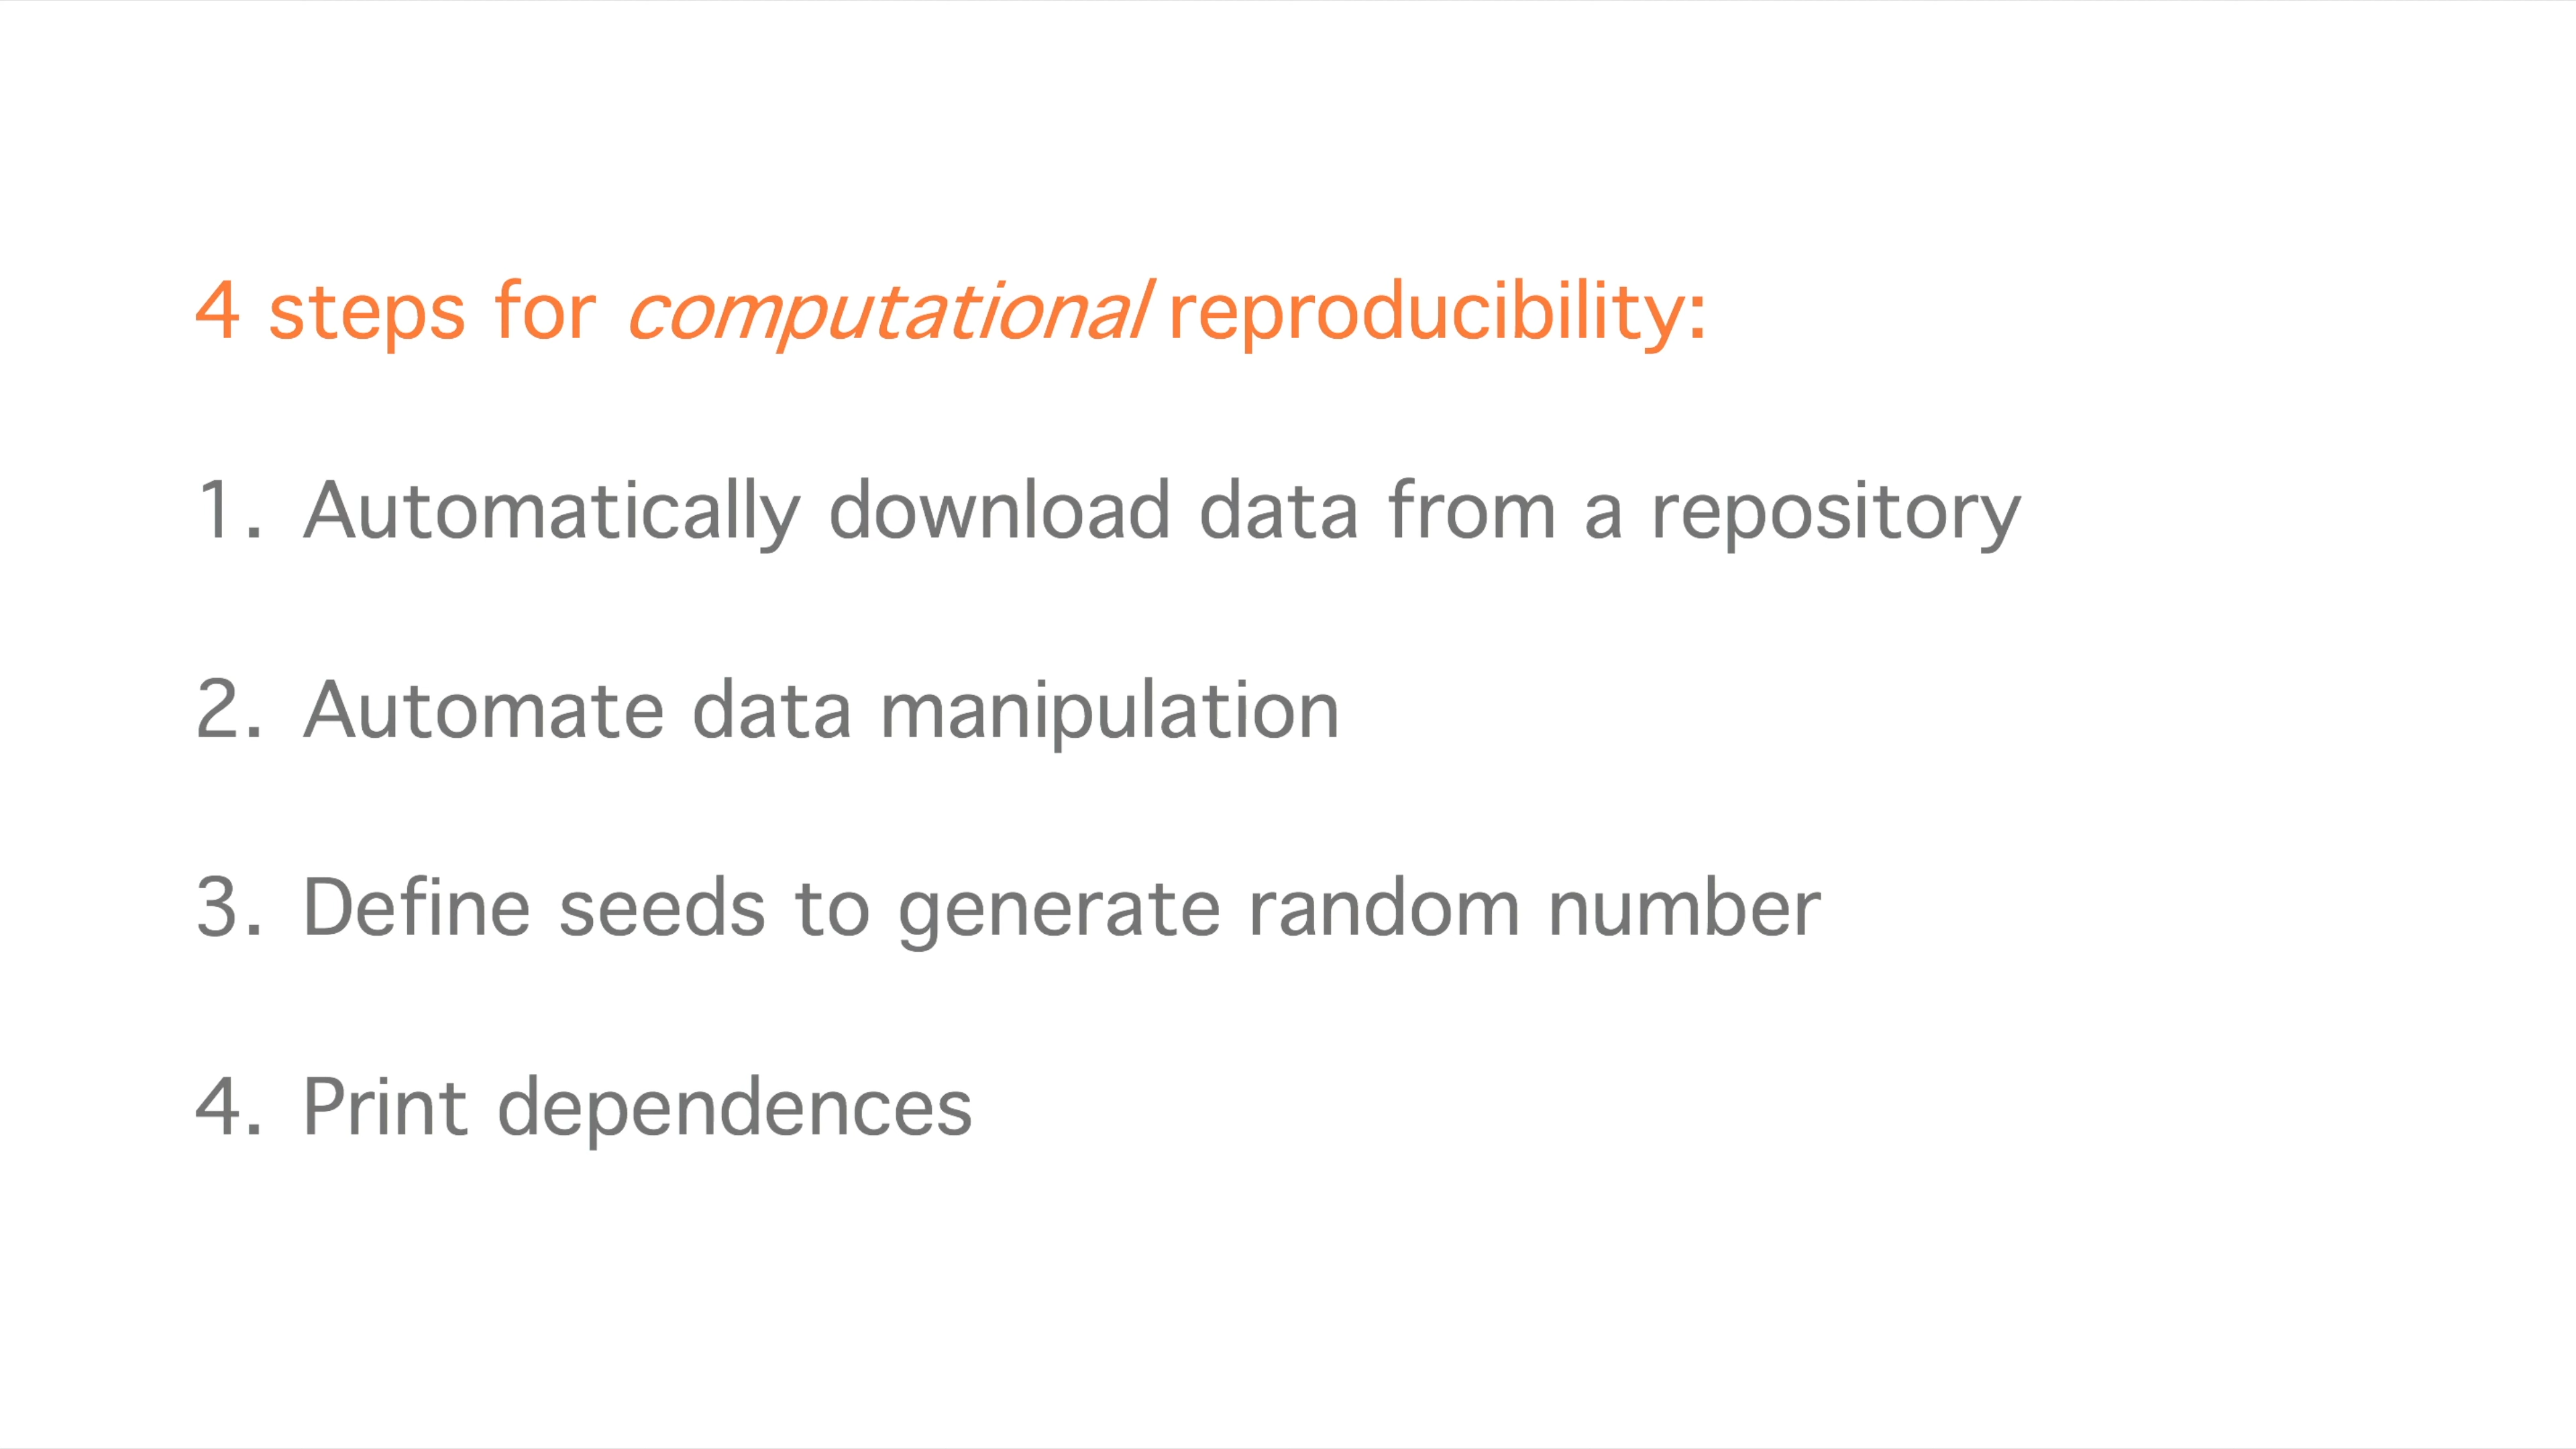 4 steps for computational reproducibility:
1. Automatically download data from a repository
2. Automate data manipulation
3. Define seeds to generate random number
4. Print dependences